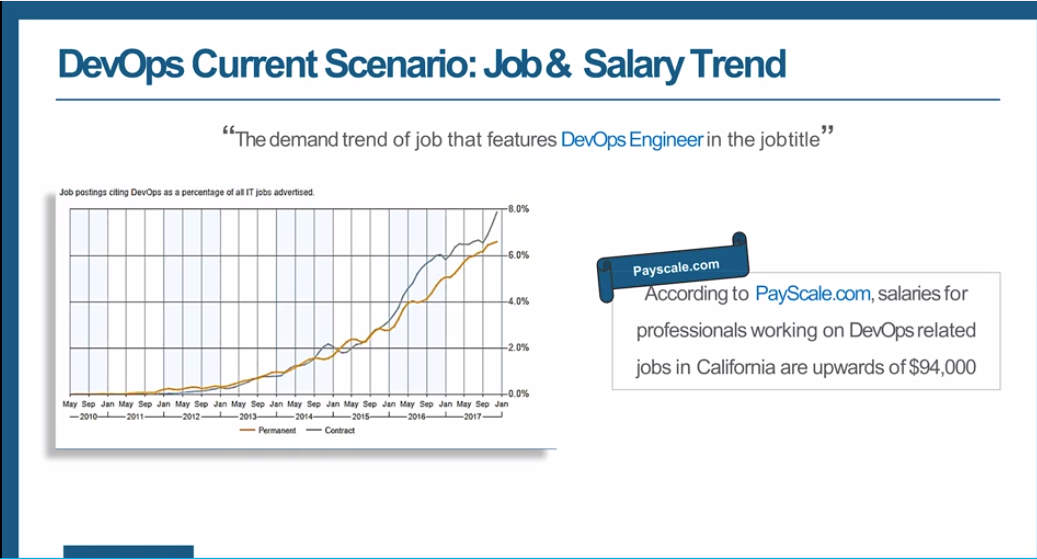 DevOps Current Scenario: Job & Salary Trend
“The demand trend of job that features DevOps Engineer in the jobtitle”
Job postings citing DevOps as a percentage of all IT jobs advertised.
8.0%
6.0%
4.0%
2.0%
0.0%
May Sep Jan May Sep Jan May Sep Jan May Sep Jan May Sep Jan May Sep Jan May Sep Jan May Sep Jan
2010 2011 2012 2013 2014 2015 2016 2017
Permanent Contract
Payscale.com
According to PayScale.com, salaries for
professionals working on DevOps related
jobs in California are upwards of $94,000